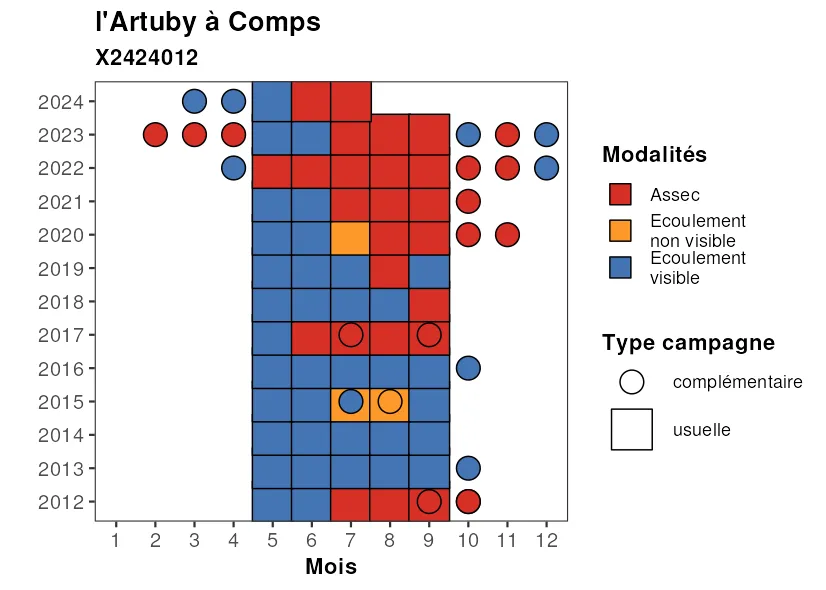 l'Artuby à Comps
X2424012
2024
2023
2022
2021
2020
2019
2018
2017
2016
2015
2014
2013
2012
1 2 3 4 5 6 7 8 9 10 11 12
Mois
Modalités
Assec
Ecoulement
non visible
Ecoulement
visible
Type campagne
complémentaire
usuelle